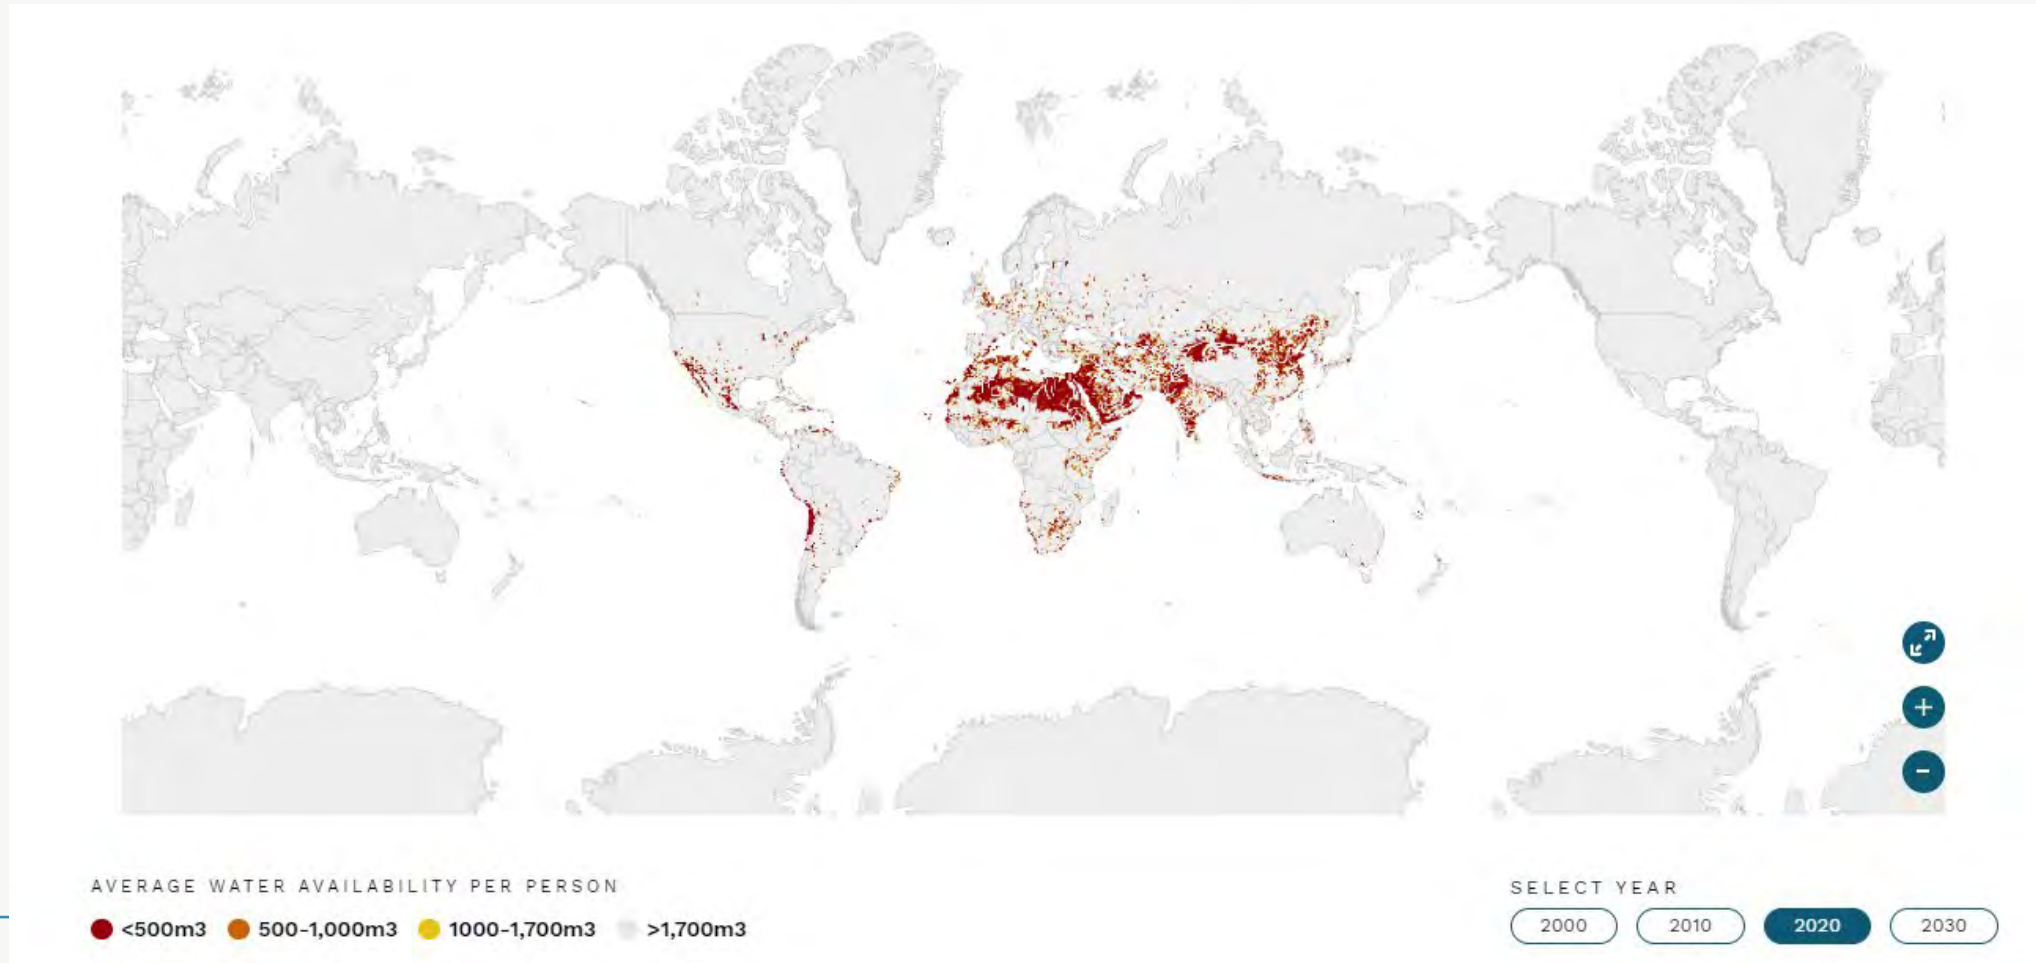 AVERAGE WATER AVAILABILITY PER PERSON
<500m3 500-1,000m3 1000-1,700m3 >1,700m3
SELECT YEAR
2000 2010 2020 2030